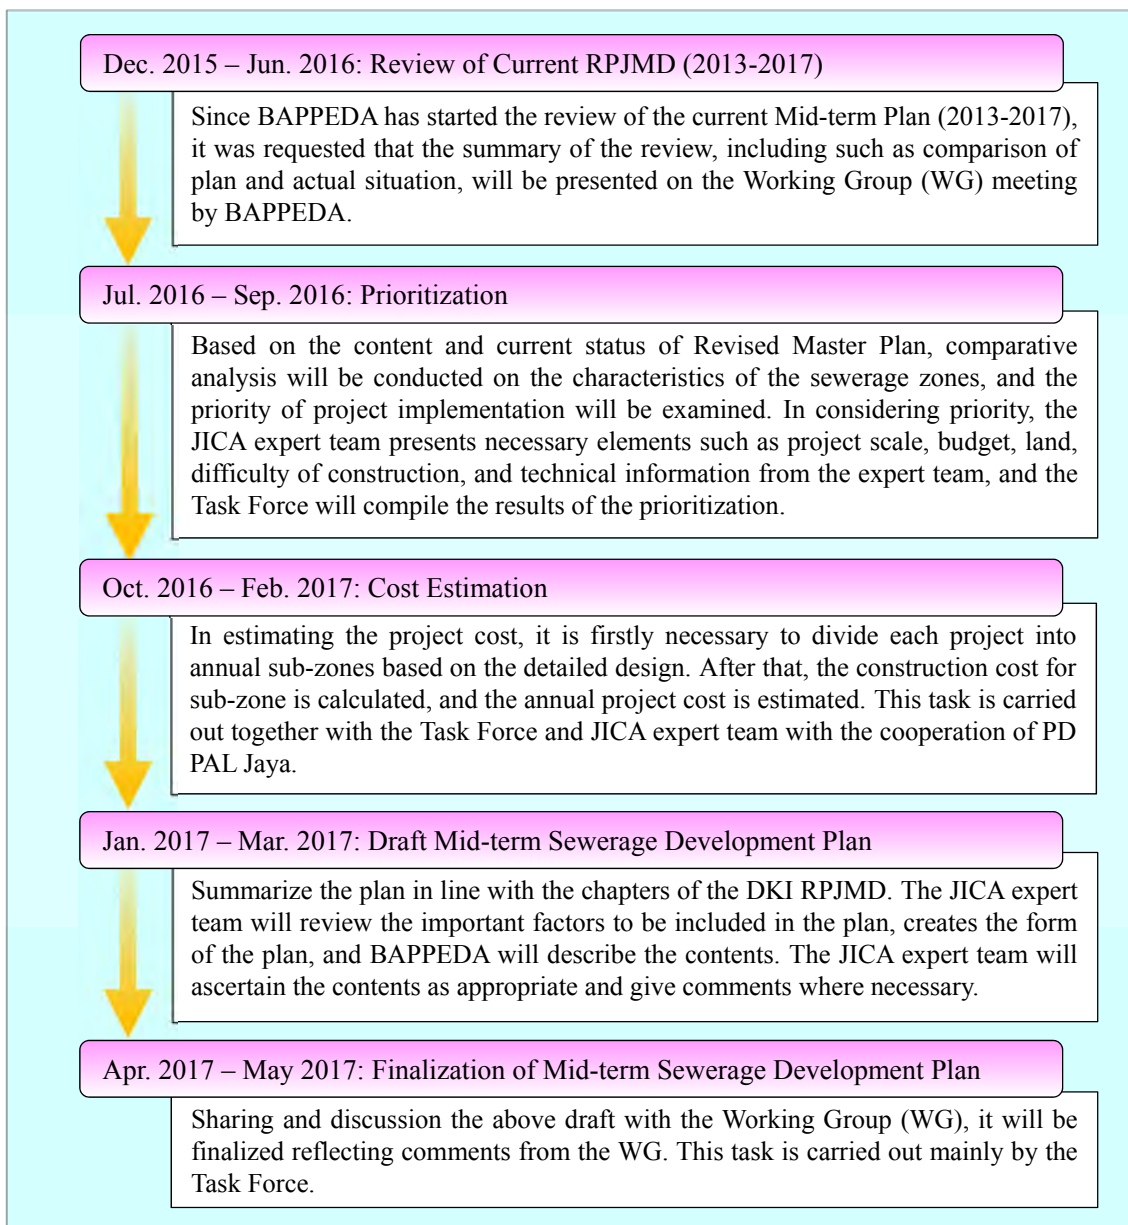 Dec. 2015 – Jun. 2016: Review of Current RPJMD (2013-2017)
Since BAPPEDA has started the review of the current Mid-term Plan (2013-2017),
it was requested that the summary of the review, including such as comparison of
plan and actual situation, will be presented on the Working Group (WG) meeting
by BAPPEDA.
Jul. 2016 – Sep. 2016: Prioritization
Based on the content and current status of Revised Master Plan, comparative
analysis will be conducted on the characteristics of the sewerage zones, and the
priority of project implementation will be examined. In considering priority, the
JICA expert team presents necessary elements such as project scale, budget, land,
difficulty of construction, and technical information from the expert team, and the
Task Force will compile the results of the prioritization.
Oct. 2016 – Feb. 2017: Cost Estimation
In estimating the project cost, it is firstly necessary to divide each project into
annual sub-zones based on the detailed design. After that, the construction cost for
sub-zone is calculated, and the annual project cost is estimated. This task is carried
out together with the Task Force and JICA expert team with the cooperation of PD
PAL Jaya.
Jan. 2017 – Mar. 2017: Draft Mid-term Sewerage Development Plan
Summarize the plan in line with the chapters of the DKI RPJMD. The JICA expert
team will review the important factors to be included in the plan, creates the form
of the plan, and BAPPEDA will describe the contents. The JICA expert team will
ascertain the contents as appropriate and give comments where necessary.
Apr. 2017 – May 2017: Finalization of Mid-term Sewerage Development Plan
Sharing and discussion the above draft with the Working Group (WG), it will be
finalized reflecting comments from the WG. This task is carried out mainly by the
Task Force.